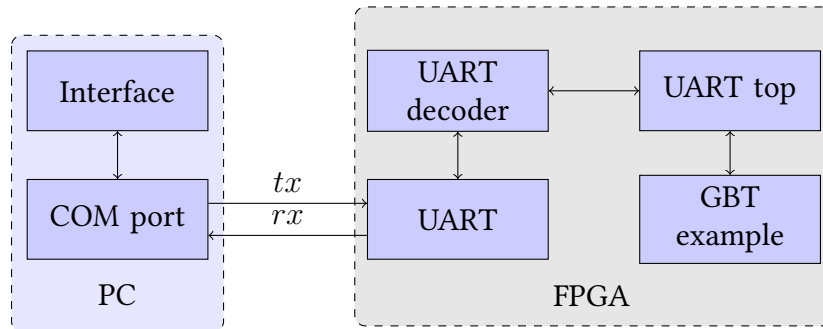 Interface
COM port
PC
tx
rx
UART
decoder
UART top
UART
GBT
example
FPGA